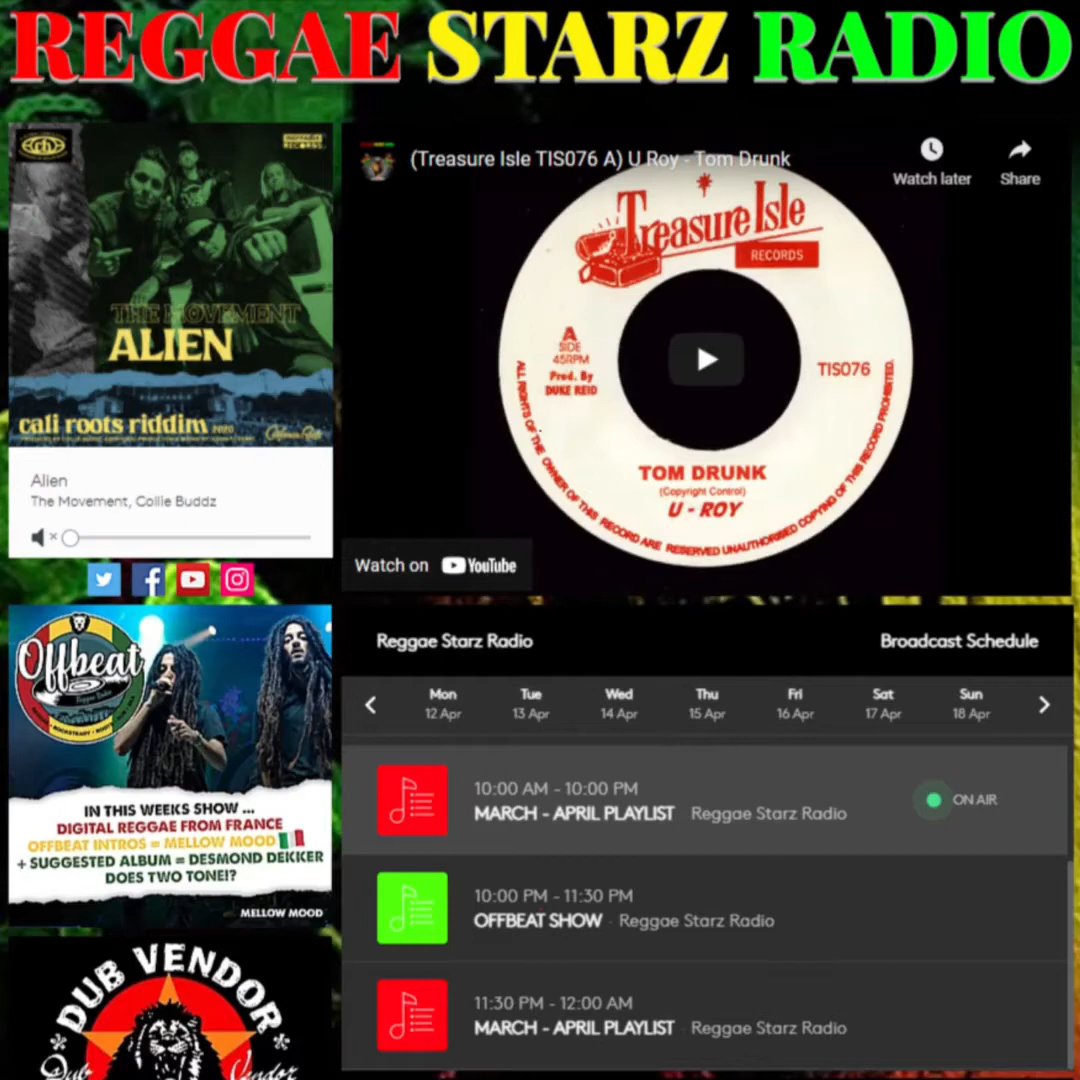 REGGAE STARZ RADIO
THE MOVEMENT
ALIEN
cali roots riddim 2020
Alien
The Movement, Collie Buddz
(Treasure Isle TIS076 A) U Roy - Tom Drunk
Watch later
Share
Treasure Isle
RECORDS
A
SIDE
45RPM
Prod. By
DUKE REID
TIS076
ALL RIGHTS OF THE OWNER OF THIS RECORD ARE RESERVED UNAUTHORISED COPYING OF THIS RECORD PROHIBITED.
TOM DRUNK
(Copyright Control)
U - ROY
Watch on YouTube
Offbeat
Reggae Radio
IN THIS WEEKS SHOW ...
DIGITAL REGGAE FROM FRANCE
OFFBEAT INTROS = MELLOW MOOD
+ SUGGESTED ALBUM = DESMOND DEKKER
DOES TWO TONE!?
MELLOW MOOD
DUB VENDOR
Dub Vendor
Reggae Starz Radio
Broadcast Schedule
Mon Tue Wed Thu Fri Sat Sun
12 Apr 13 Apr 14 Apr 15 Apr 16 Apr 17 Apr 18 Apr
10:00 AM - 10:00 PM
MARCH - APRIL PLAYLIST · Reggae Starz Radio
ON AIR
10:00 PM - 11:30 PM
OFFBEAT SHOW · Reggae Starz Radio
11:30 PM - 12:00 AM
MARCH - APRIL PLAYLIST · Reggae Starz Radio